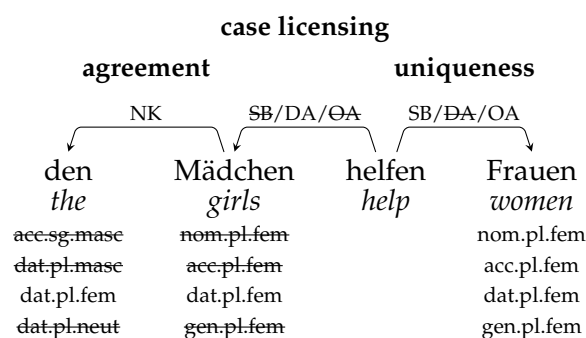 case licensing
agreement uniqueness
NK SB/DA/OA SB/DA/OA
den Mädchen helfen Frauen
the girls help women
acc.sg.masc nom.pl.fem nom.pl.fem
dat.pl.masc acc.pl.fem acc.pl.fem
dat.pl.fem dat.pl.fem dat.pl.fem
dat.pl.neut gen.pl.fem gen.pl.fem